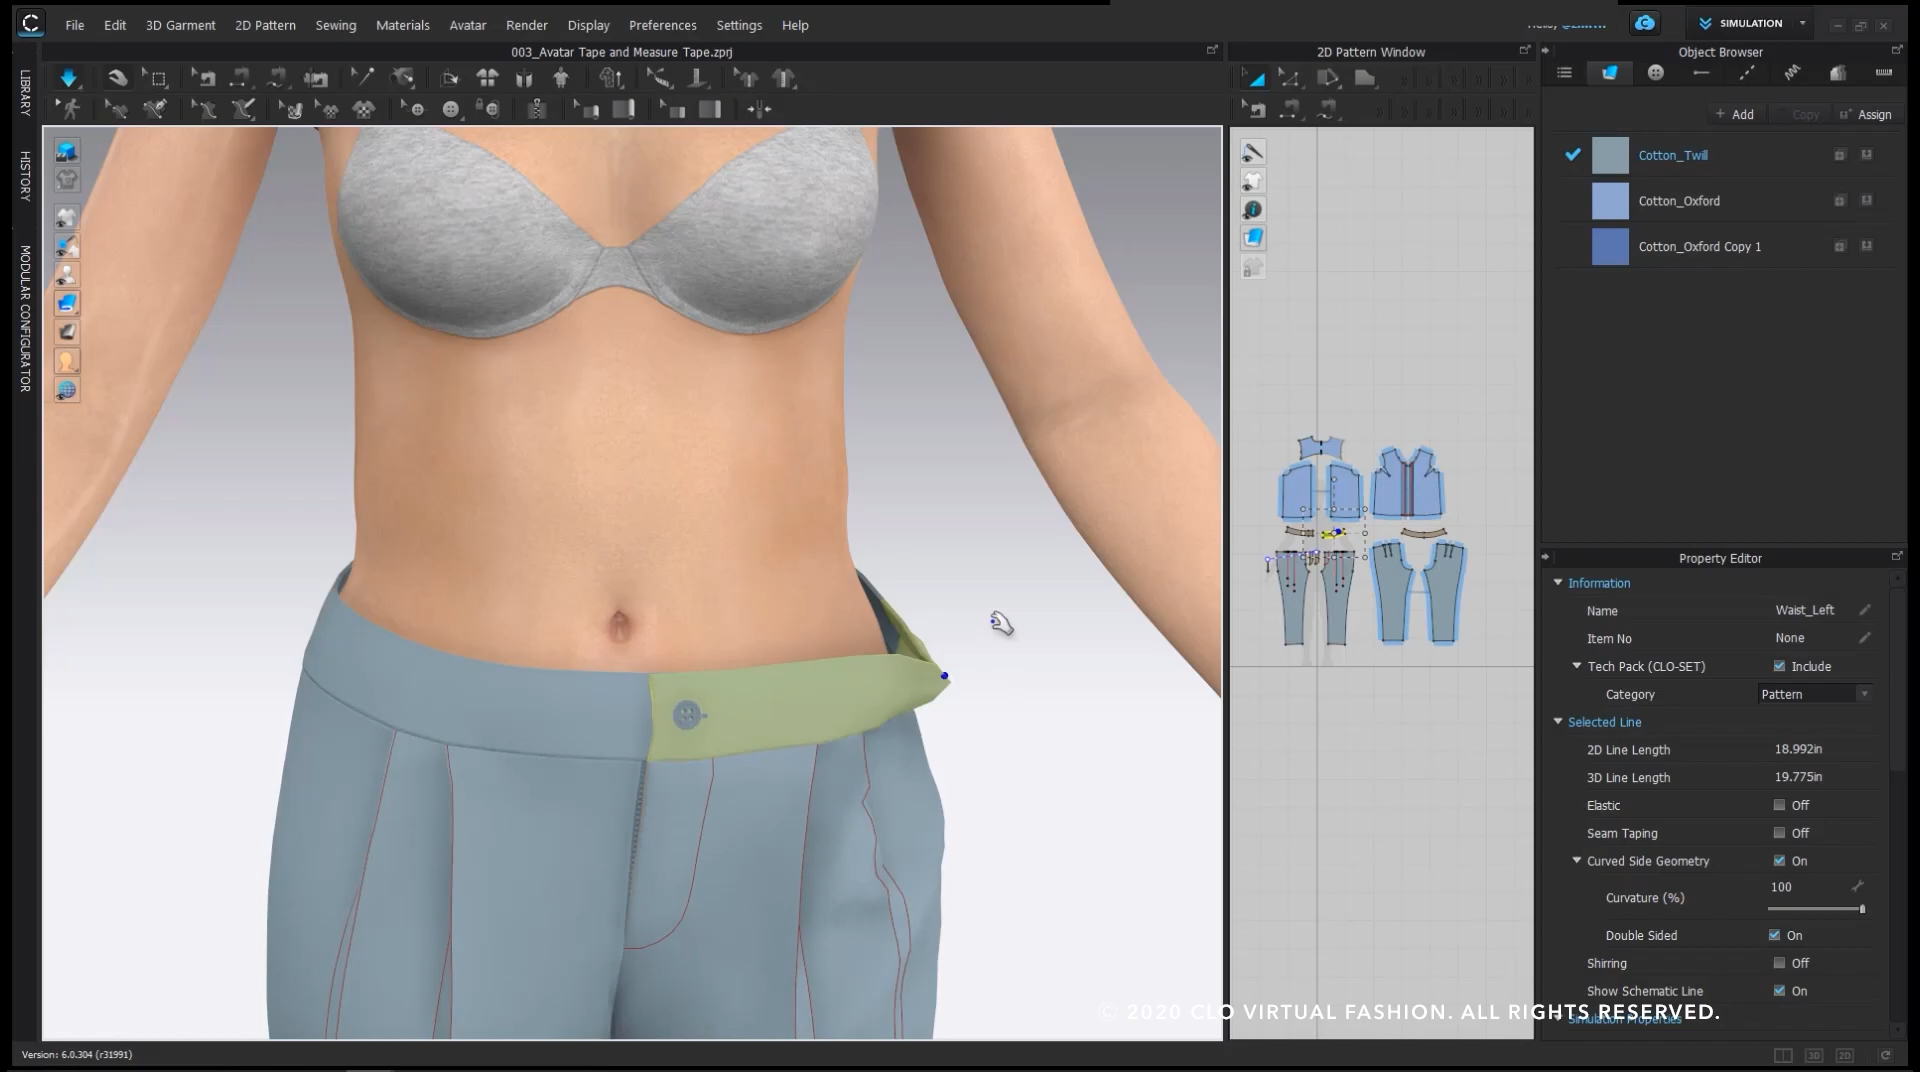 File Edit 3D Garment 2D Pattern Sewing Materials Avatar Render Display Preferences Settings Help
SIMULATION
003_Avatar Tape and Measure Tape.zprj
2D Pattern Window
Object Browser
LIBRARY
HISTORY
MODULAR CONFIGURATOR
+ Add Copy Assign
Cotton_Twill
Cotton_Oxford
Cotton_Oxford Copy 1
Property Editor
Information
Name Waist_Left
Item No None
Tech Pack (CLO-SET) Include
Category Pattern
Selected Line
2D Line Length 18.992in
3D Line Length 19.775in
Elastic Off
Seam Taping Off
Curved Side Geometry On
Curvature (%) 100
Double Sided On
Shirring Off
Show Schematic Line On
© 2020 CLO VIRTUAL FASHION. ALL RIGHTS RESERVED.
Simulation Properties
Version: 6.0.304 (r31991)
3D 2D